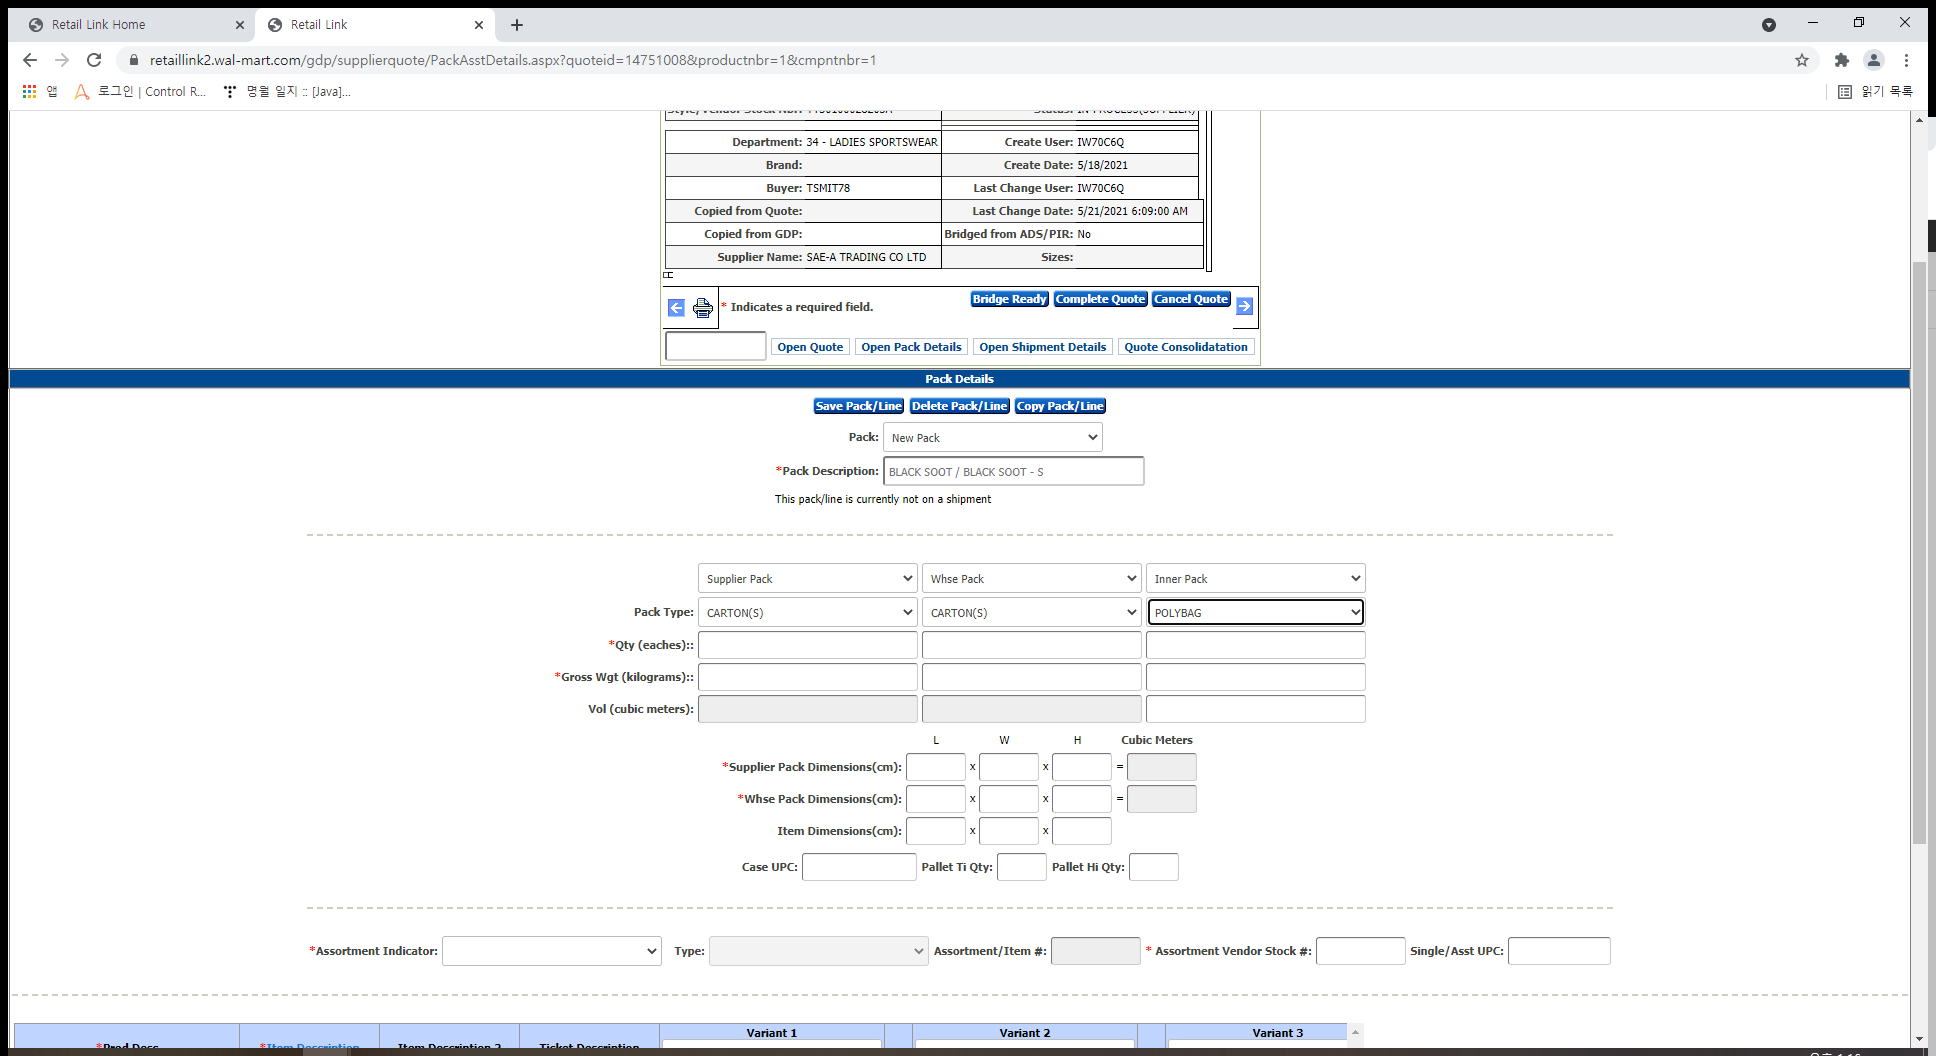 Retail Link Home
Retail Link
retaillink2.wal-mart.com/gdp/supplierquote/PackAsstDetails.aspx?quoteid=14751008&productnbr=1&cmpntnbr=1
앱 로그인 | Control R... 명월 일지 :: [Java]... 읽기 목록
Department: 34 - LADIES SPORTSWEAR Create User: IW70C6Q
Brand: Create Date: 5/18/2021
Buyer: TSMIT78 Last Change User: IW70C6Q
Copied from Quote: Last Change Date: 5/21/2021 6:09:00 AM
Copied from GDP: Bridged from ADS/PIR: No
Supplier Name: SAE-A TRADING CO LTD Sizes:
* Indicates a required field. Bridge Ready Complete Quote Cancel Quote
Open Quote Open Pack Details Open Shipment Details Quote Consolidatation
Pack Details
Save Pack/Line Delete Pack/Line Copy Pack/Line
Pack: New Pack
*Pack Description: BLACK SOOT / BLACK SOOT - S
This pack/line is currently not on a shipment
Supplier Pack Whse Pack Inner Pack
Pack Type: CARTON(S) CARTON(S) POLYBAG
*Qty (eaches)::
*Gross Wgt (kilograms)::
Vol (cubic meters):
L W H Cubic Meters
*Supplier Pack Dimensions(cm): x x =
*Whse Pack Dimensions(cm): x x =
Item Dimensions(cm): x x
Case UPC: Pallet Ti Qty: Pallet Hi Qty:
*Assortment Indicator: Type: Assortment/Item #: * Assortment Vendor Stock #: Single/Asst UPC:
Variant 1 Variant 2 Variant 3
*Prod Desc *Item Description Item Description 2 Ticket Description